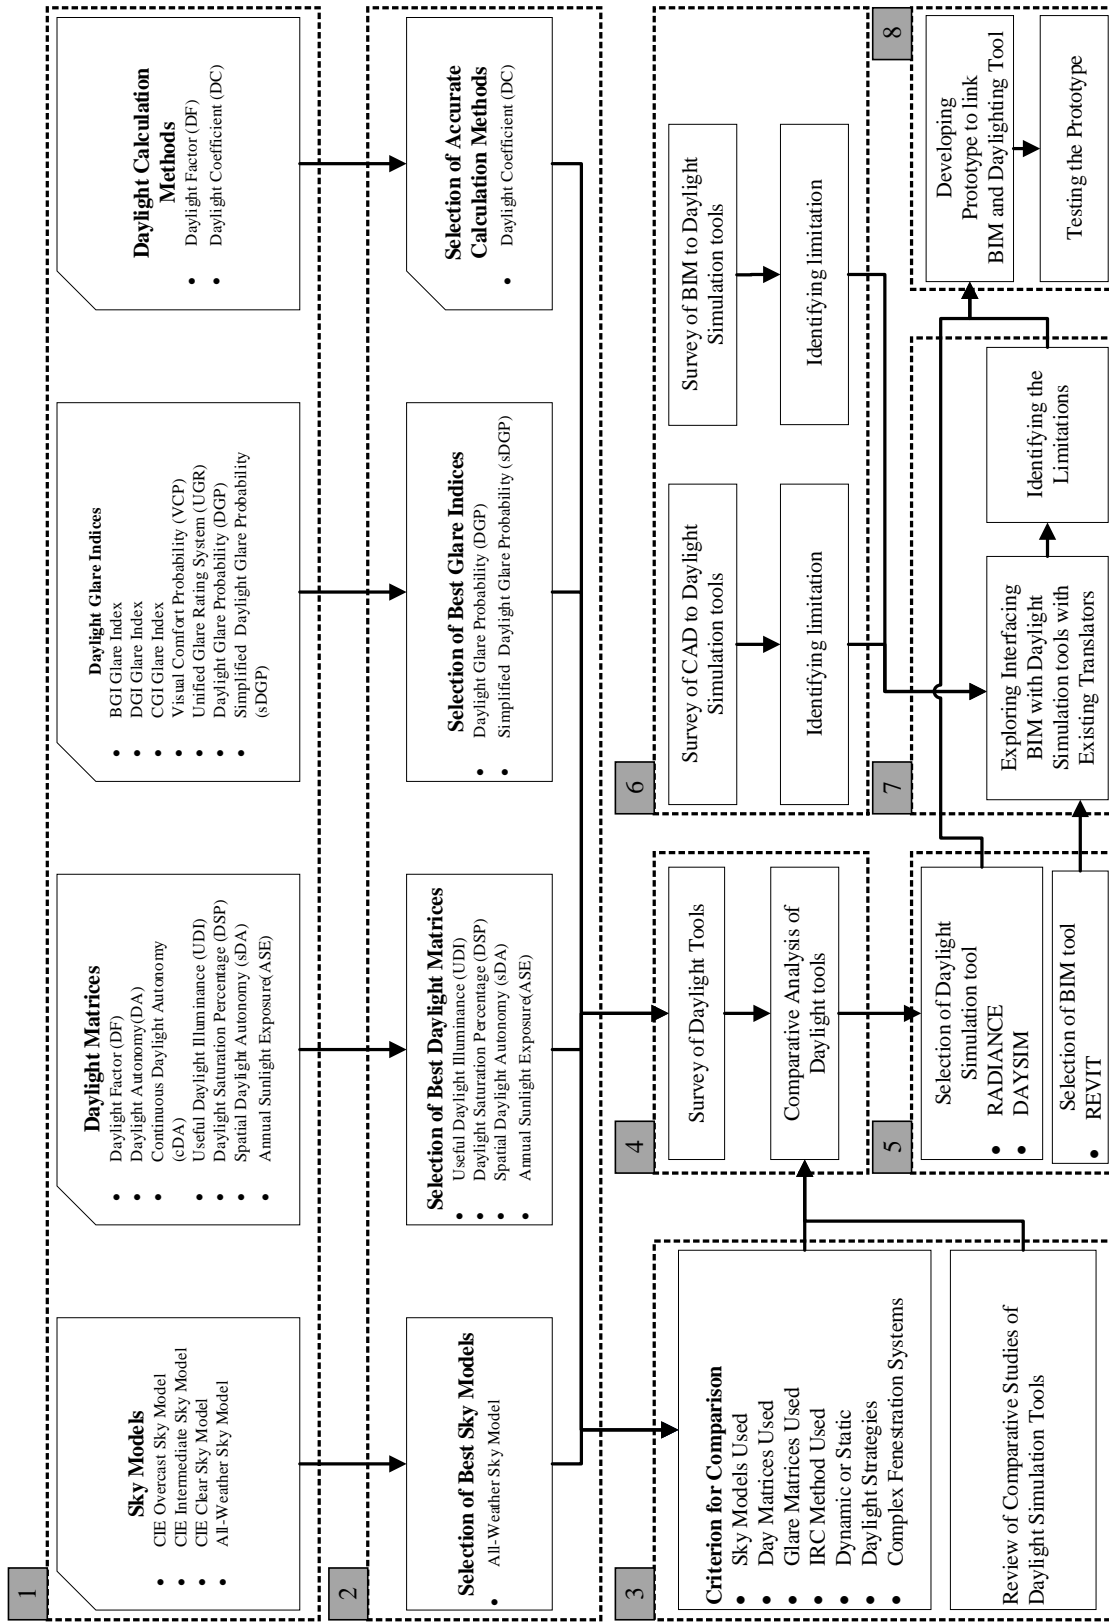 1
Sky Models
• CIE Overcast Sky Model
• CIE Intermediate Sky Model
• CIE Clear Sky Model
• All-Weather Sky Model
Daylight Matrices
• Daylight Factor (DF)
• Daylight Autonomy(DA)
• Continuous Daylight Autonomy
(cDA)
• Useful Daylight Illuminance (UDI)
• Daylight Saturation Percentage (DSP)
• Spatial Daylight Autonomy (sDA)
• Annual Sunlight Exposure(ASE)
Daylight Glare Indices
• BGI Glare Index
• DGI Glare Index
• CGI Glare Index
• Visual Comfort Probability (VCP)
• Unified Glare Rating System (UGR)
• Daylight Glare Probability (DGP)
• Simplified Daylight Glare Probability
(sDGP)
Daylight Calculation
Methods
• Daylight Factor (DF)
• Daylight Coefficient (DC)
2
Selection of Best Sky Models
• All-Weather Sky Model
Selection of Best Daylight Matrices
• Useful Daylight Illuminance (UDI)
• Daylight Saturation Percentage (DSP)
• Spatial Daylight Autonomy (sDA)
• Annual Sunlight Exposure(ASE)
Selection of Best Glare Indices
• Daylight Glare Probability (DGP)
• Simplified Daylight Glare Probability (sDGP)
Selection of Accurate
Calculation Methods
• Daylight Coefficient (DC)
3
Criterion for Comparison
• Sky Models Used
• Day Matrices Used
• Glare Matrices Used
• IRC Method Used
• Dynamic or Static
• Daylight Strategies
• Complex Fenestration Systems
Review of Comparative Studies of
Daylight Simulation Tools
4
Survey of Daylight Tools
Comparative Analysis of
Daylight tools
5
Selection of Daylight
Simulation tool
• RADIANCE
• DAYSIM
Selection of BIM tool
• REVIT
6
Survey of CAD to Daylight
Simulation tools
Identifying limitation
Survey of BIM to Daylight
Simulation tools
Identifying limitation
7
Exploring Interfacing
BIM with Daylight
Simulation tools with
Existing Translators
Identifying the
Limitations
8
Developing
Prototype to link
BIM and Daylighting Tool
Testing the Prototype